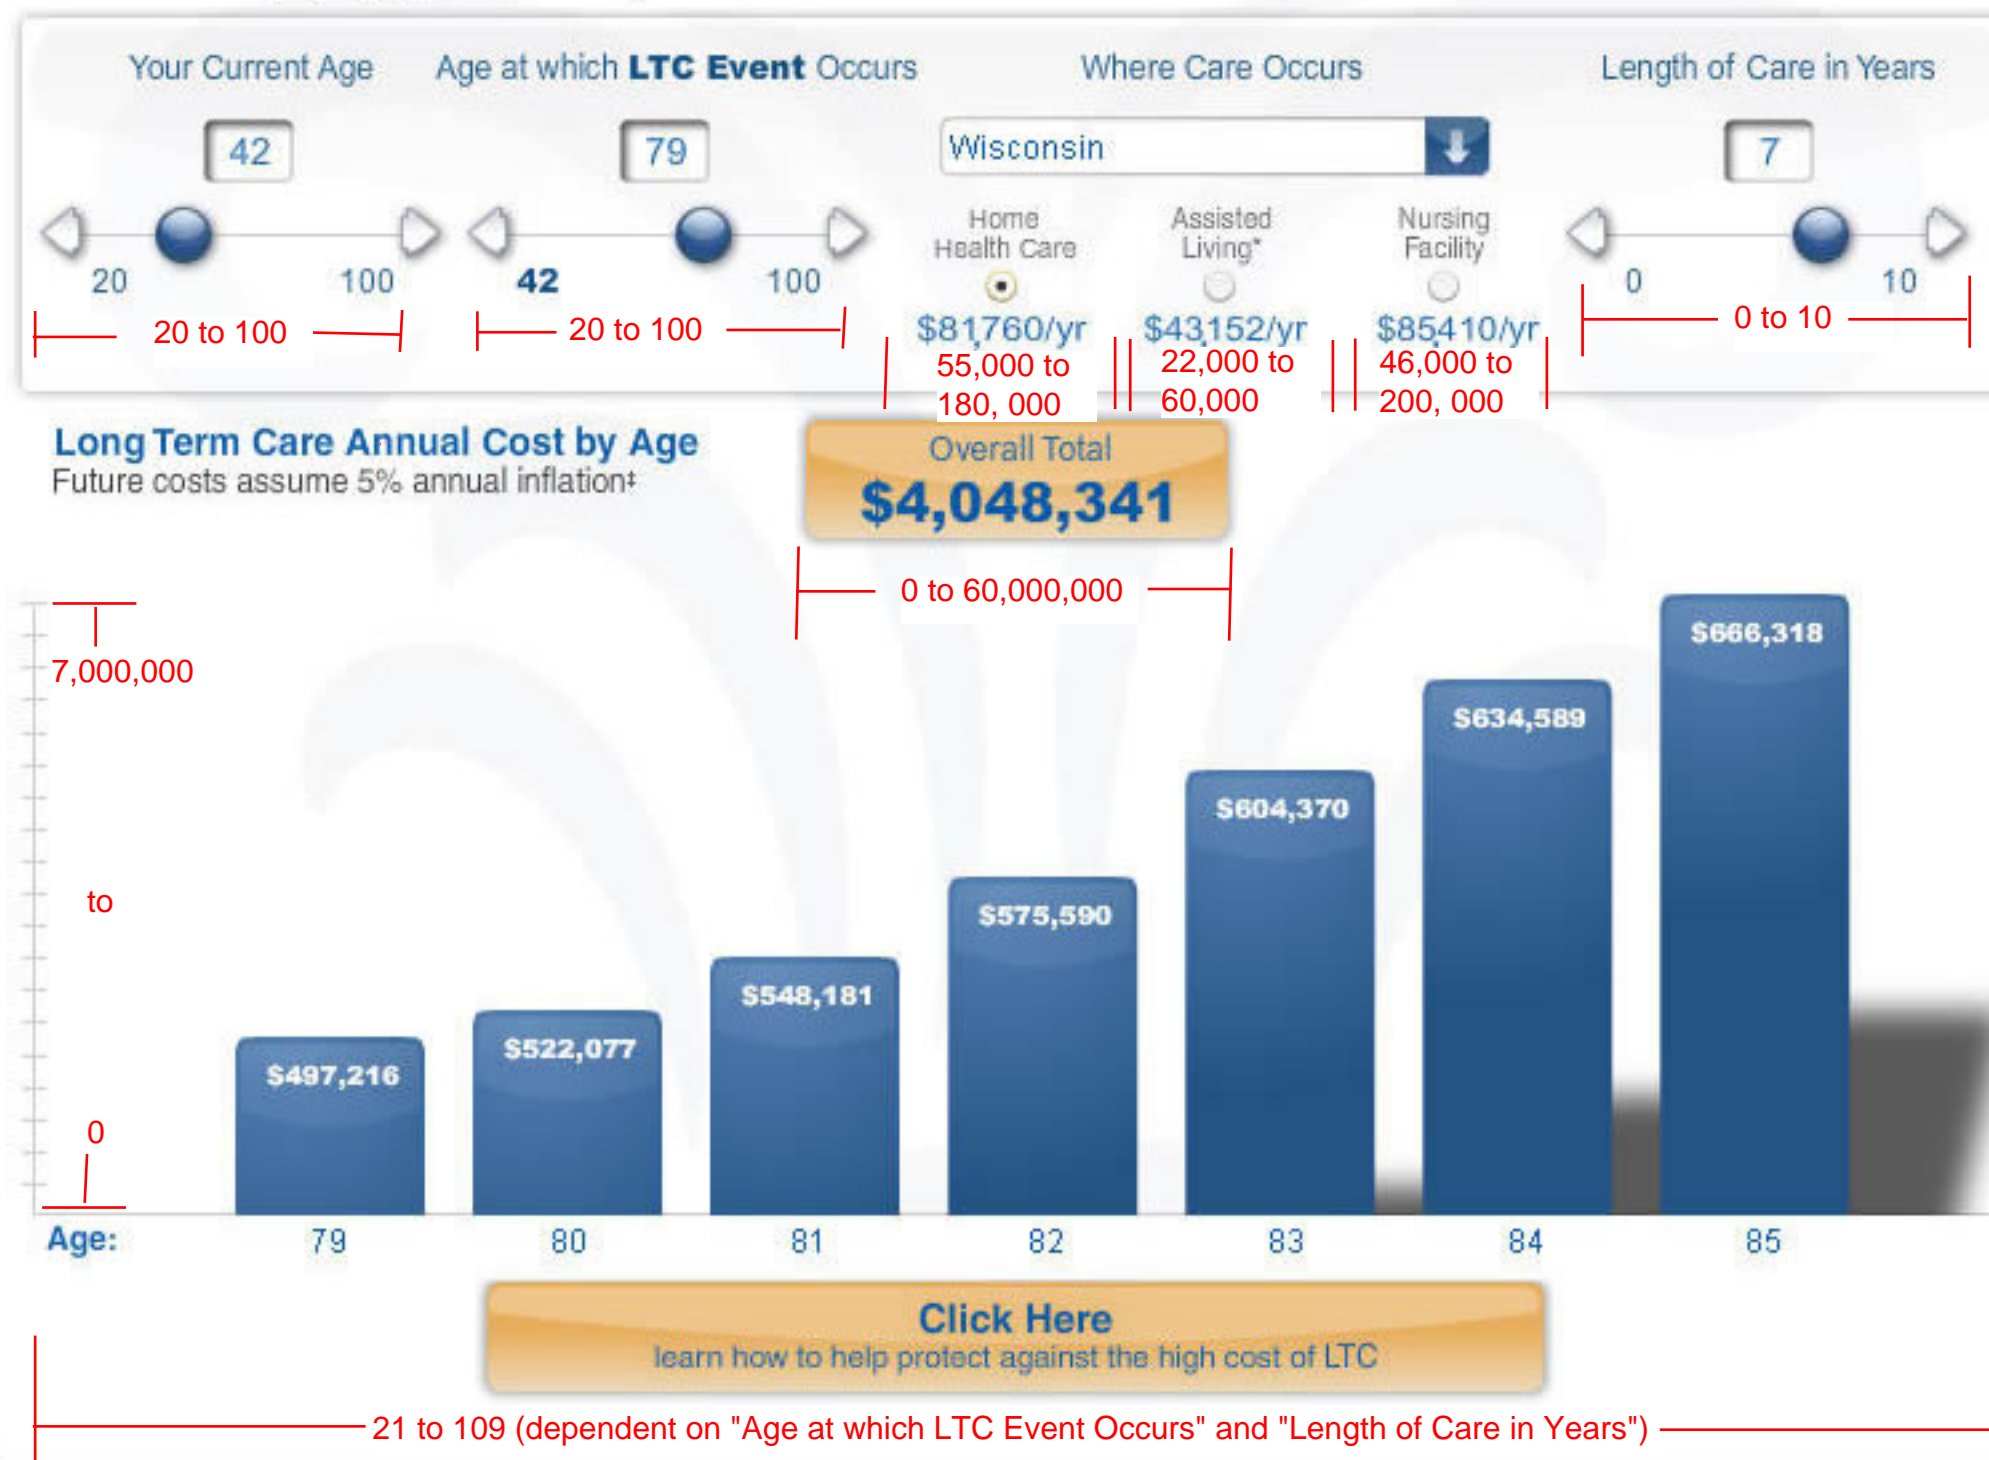 Your Current Age
Age at which LTC Event Occurs
Where Care Occurs
Length of Care in Years
42
79
Wisconsin
7
Home
Health Care
Assisted
Living*
Nursing
Facility
20
100
42
100
0
10
$81,760/yr
$43,152/yr
$85,410/yr
20 to 100
20 to 100
55,000 to
180, 000
22,000 to
60,000
46,000 to
200, 000
0 to 10
Long Term Care Annual Cost by Age
Future costs assume 5% annual inflation‡
Overall Total
$4,048,341
0 to 60,000,000
7,000,000
to
0
$497,216
$522,077
$548,181
$575,590
$604,370
$634,589
$666,318
Age:
79
80
81
82
83
84
85
Click Here
learn how to help protect against the high cost of LTC
21 to 109 (dependent on "Age at which LTC Event Occurs" and "Length of Care in Years")